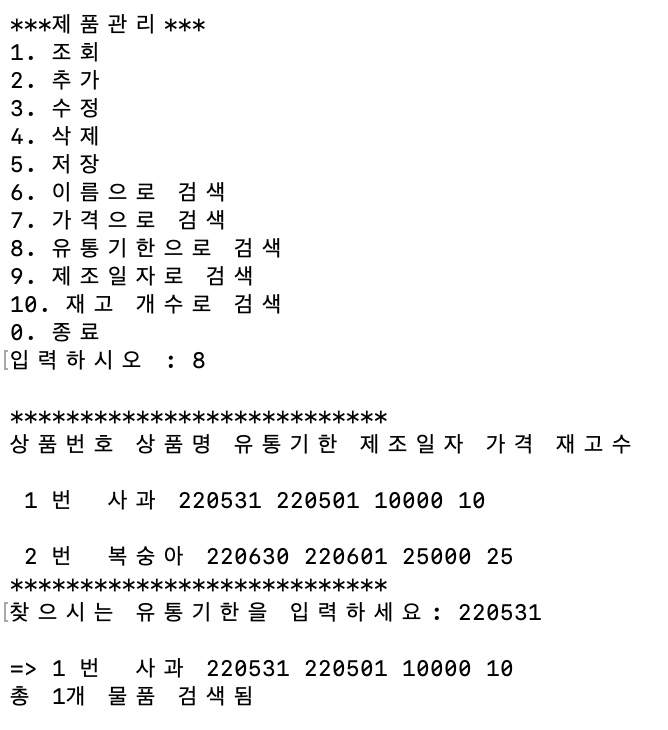 ***제품관리***
1. 조회
2. 추가
3. 수정
4. 삭제
5. 저장
6. 이름으로 검색
7. 가격으로 검색
8. 유통기한으로 검색
9. 제조일자로 검색
10. 재고 개수로 검색
0. 종료
[입력하시오 : 8
***************************
상품번호 상품명 유통기한 제조일자 가격 재고수
1번 사과 220531 220501 10000 10
2번 복숭아 220630 220601 25000 25
***************************
[찾으시는 유통기한을 입력하세요: 220531
=> 1번 사과 220531 220501 10000 10
총 1개 물품 검색됨